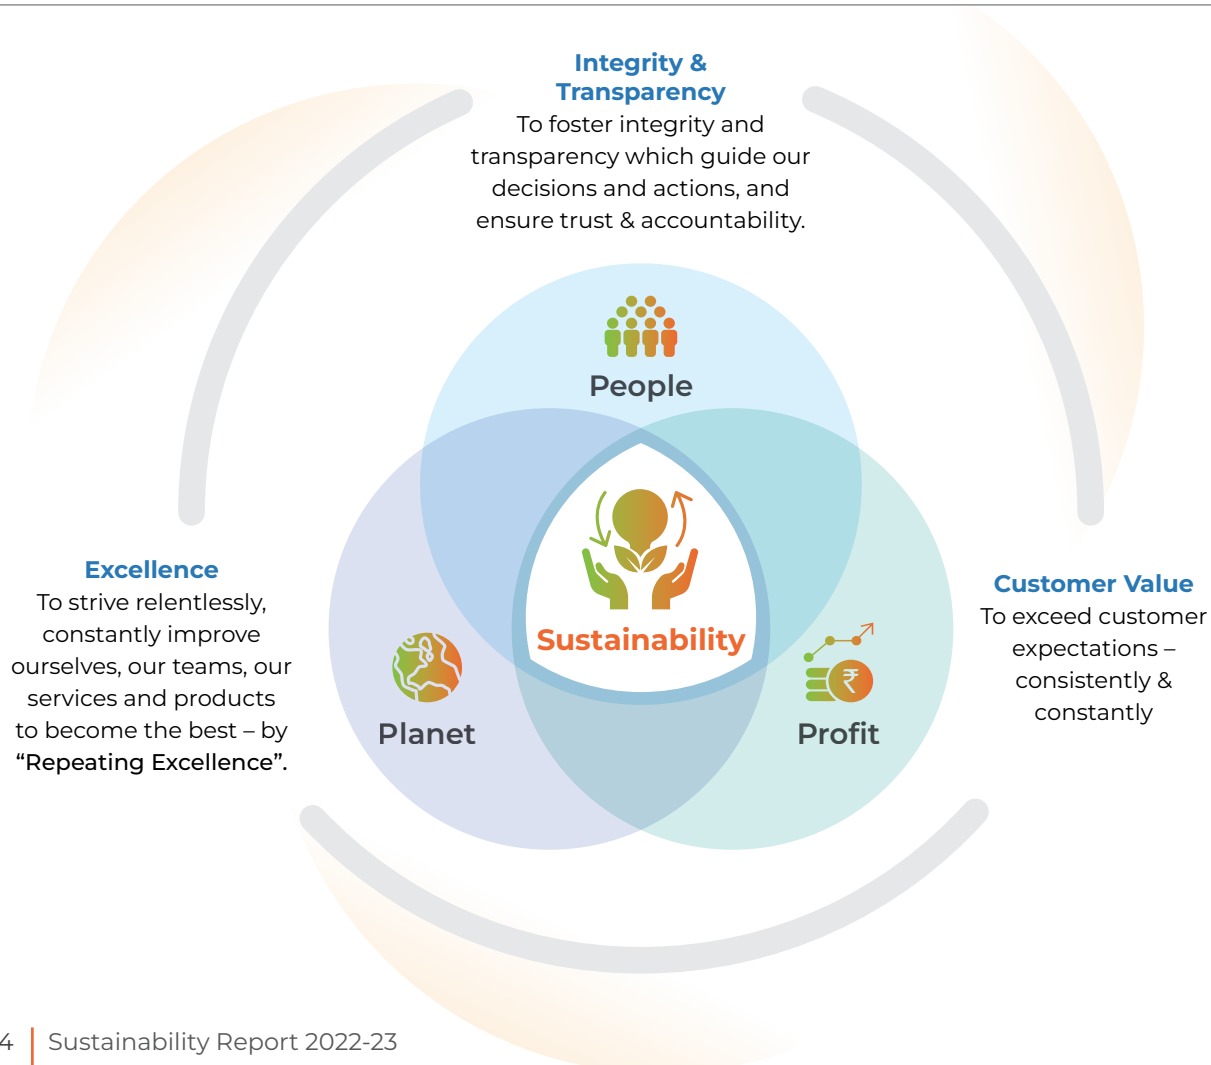 Integrity &
Transparency
To foster integrity and
transparency which guide our
decisions and actions, and
ensure trust & accountability.
People
Excellence
To strive relentlessly,
constantly improve
ourselves, our teams, our
services and products
to become the best – by
“Repeating Excellence”.
Sustainability
Planet
₹
Profit
Customer Value
To exceed customer
expectations –
consistently &
constantly
4 Sustainability Report 2022-23